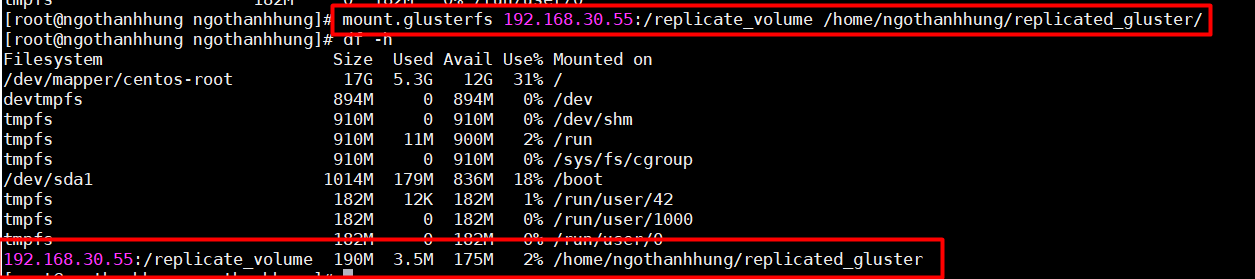 tmpfs 182M 0 182M 0% /run/user/0
[root@ngothanhhung ngothanhhung]# mount.glusterfs 192.168.30.55:/replicate_volume /home/ngothanhhung/replicated_gluster/
[root@ngothanhhung ngothanhhung]# df -h
Filesystem Size Used Avail Use% Mounted on
/dev/mapper/centos-root 17G 5.3G 12G 31% /
devtmpfs 894M 0 894M 0% /dev
tmpfs 910M 0 910M 0% /dev/shm
tmpfs 910M 11M 900M 2% /run
tmpfs 910M 0 910M 0% /sys/fs/cgroup
/dev/sda1 1014M 179M 836M 18% /boot
tmpfs 182M 12K 182M 1% /run/user/42
tmpfs 182M 0 182M 0% /run/user/1000
tmpfs 182M 0 182M 0% /run/user/0
192.168.30.55:/replicate_volume 190M 3.5M 175M 2% /home/ngothanhhung/replicated_gluster
[root@ngothanhhung ngothanhhung]#